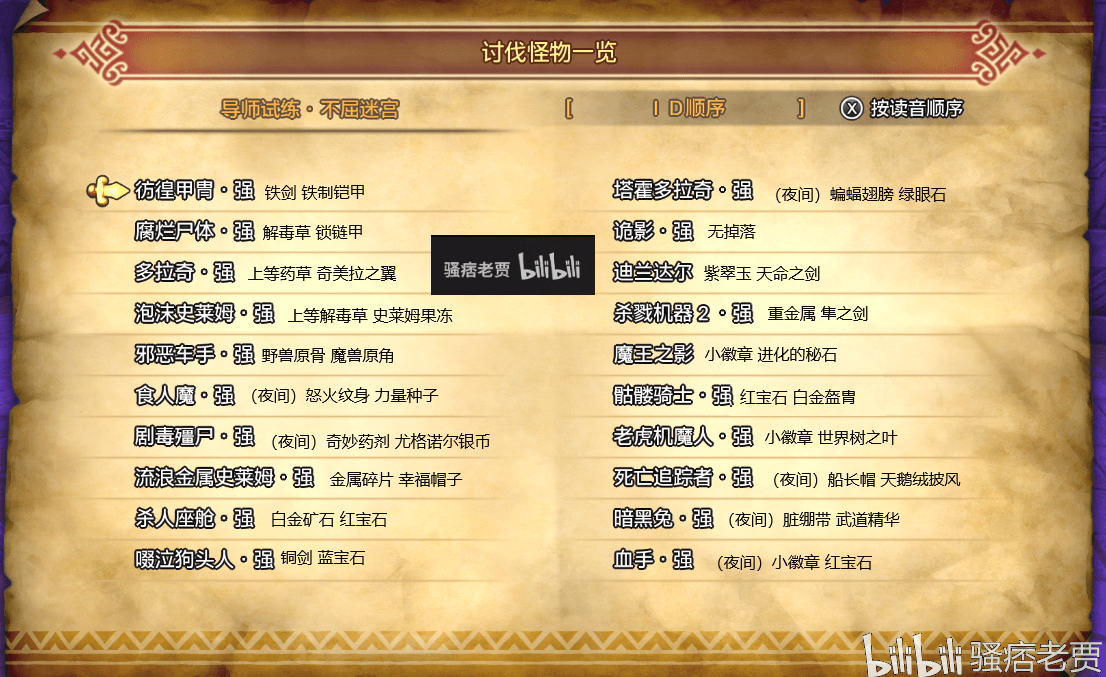 讨伐怪物一览
导师试练・不屈迷宫 [ ＩＤ顺序 ] X 按读音顺序
彷徨甲胄・强 铁剑 铁制铠甲
腐烂尸体・强 解毒草 锁链甲
多拉奇・强 上等药草 奇美拉之翼
泡沫史莱姆・强 上等解毒草 史莱姆果冻
邪恶车手・强 野兽原骨 魔兽原角
食人魔・强 （夜间）怒火纹身 力量种子
剧毒殭尸・强 （夜间）奇妙药剂 尤格诺尔银币
流浪金属史莱姆・强 金属碎片 幸福帽子
杀人座舱・强 白金矿石 红宝石
啜泣狗头人・强 铜剑 蓝宝石
塔霍多拉奇・强 （夜间）蝙蝠翅膀 绿眼石
诡影・强 无掉落
迪兰达尔 紫翠玉 天命之剑
杀戮机器２・强 重金属 隼之剑
魔王之影 小徽章 进化的秘石
骷髅骑士・强 红宝石 白金盔胄
老虎机魔人・强 小徽章 世界树之叶
死亡追踪者・强 （夜间）船长帽 天鹅绒披风
暗黑兔・强 （夜间）脏绷带 武道精华
血手・强 （夜间）小徽章 红宝石
骚痞老贾 bilibili
bilibili 骚痞老贾